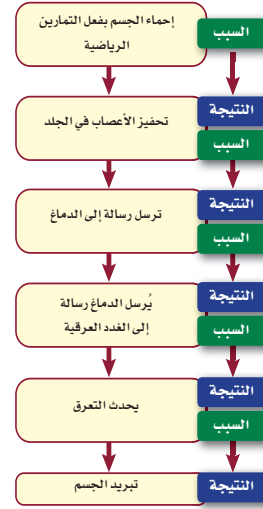 إحماء الجسم بفعل التمارين
الرياضية
السبب
النتيجة
تحفيز الأعصاب في الجلد
السبب
النتيجة
ترسل رسالة إلى الدماغ
السبب
النتيجة
يُرسل الدماغ رسالة
إلى الغدد العرقية
السبب
النتيجة
يحدث التعرق
السبب
النتيجة
تبريد الجسم